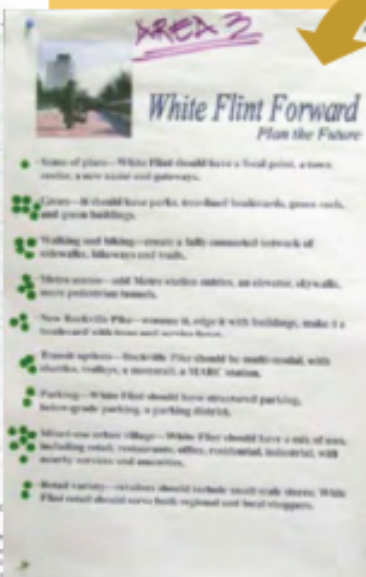 AREA 3
White Flint Forward
Plan the Future
Sense of place—White Flint should have a focal point, a town
center, a new name and gateways.
Green—It should have parks, tree-lined boulevards, green roofs,
and green buildings.
Walking and biking—create a fully connected network of
sidewalks, bikeways and trails.
Metro access—add Metro station entries, an elevator, skywalks,
more pedestrian tunnels.
New Rockville Pike—rename it, edge it with buildings, make it a
boulevard with trees and service lanes.
Transit options—Rockville Pike should be multi-modal, with
shuttles, trolleys, a monorail, a MARC station.
Parking—White Flint should have structured parking,
below-grade parking, a parking district.
Mixed-use urban village—White Flint should have a mix of uses,
including retail, restaurants, office, residential, industrial, with
nearby services and amenities.
Retail variety—retailers should include small-scale stores. White
Flint retail should serve both regional and local shoppers.